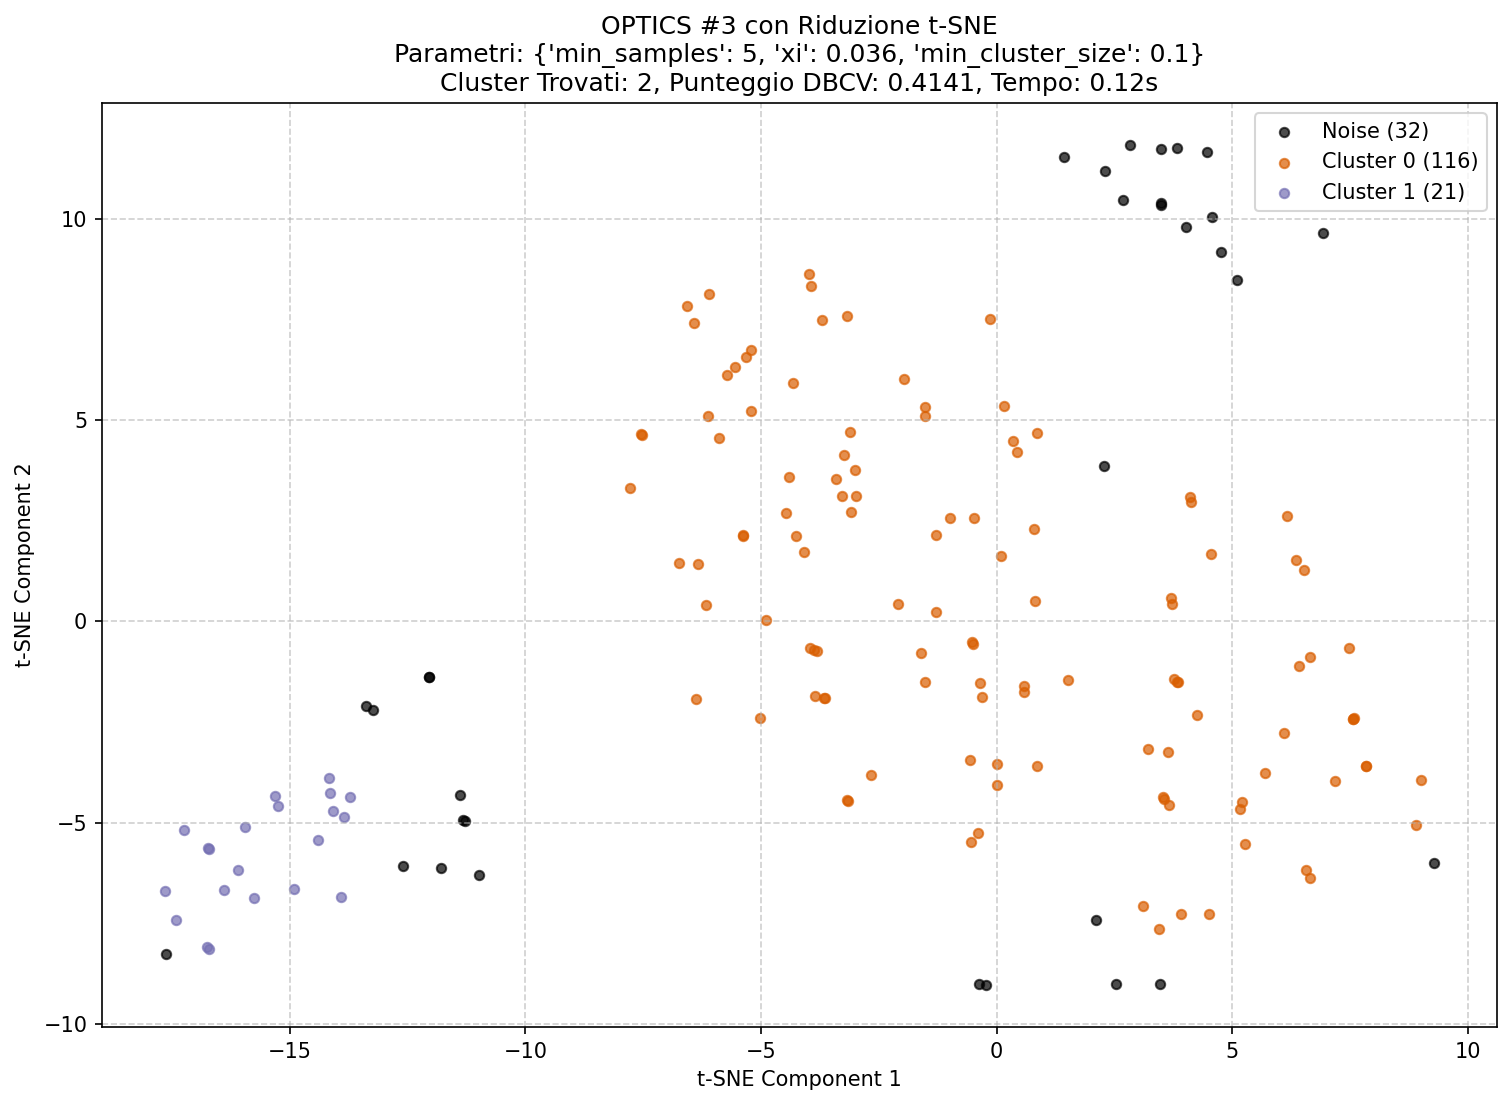 OPTICS #3 con Riduzione t-SNE
Parametri: {'min_samples': 5, 'xi': 0.036, 'min_cluster_size': 0.1}
Cluster Trovati: 2, Punteggio DBCV: 0.4141, Tempo: 0.12s
Noise (32)
Cluster 0 (116)
Cluster 1 (21)
10
5
0
−5
−10
t-SNE Component 2
−15
−10
−5
0
5
10
t-SNE Component 1